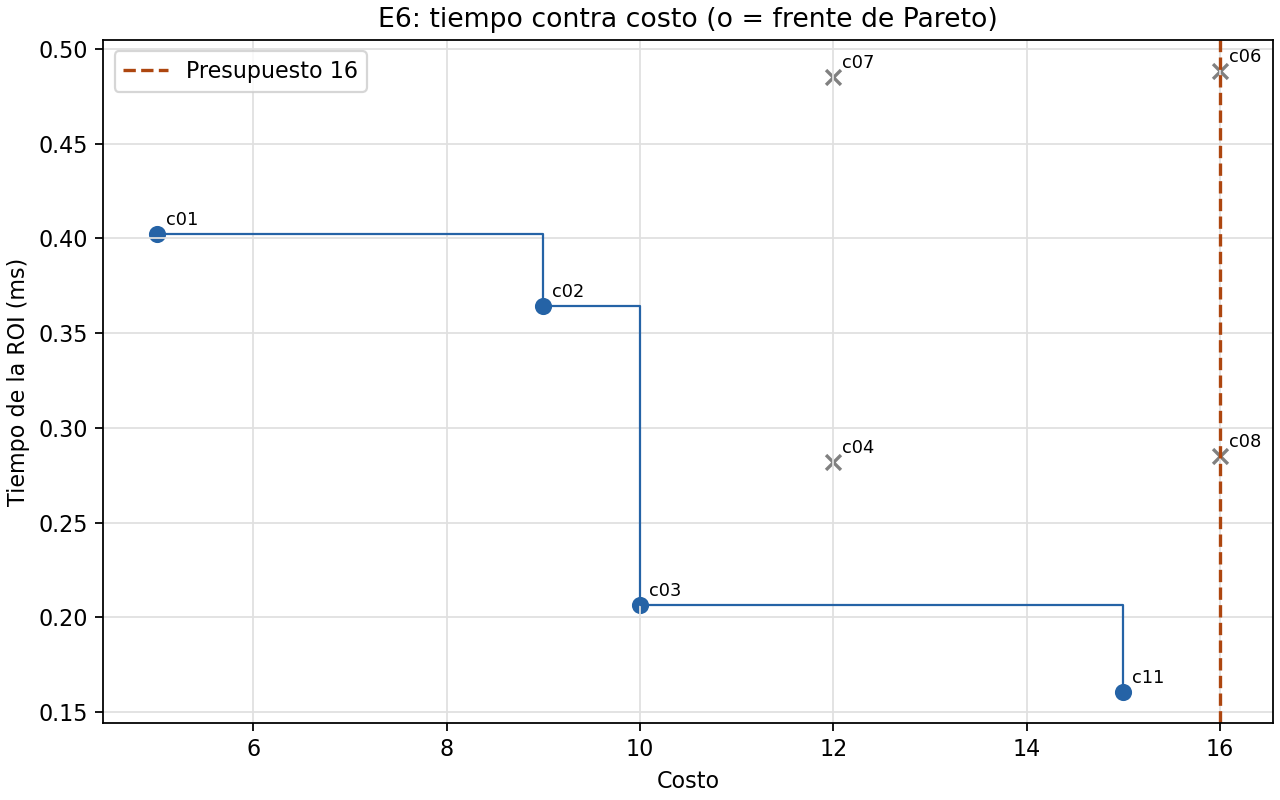 E6: tiempo contra costo (o = frente de Pareto)
Presupuesto 16
Tiempo de la ROI (ms)
0.50
0.45
0.40
0.35
0.30
0.25
0.20
0.15
c07
c06
c01
c02
c04
c08
c03
c11
6
8
10
12
14
16
Costo